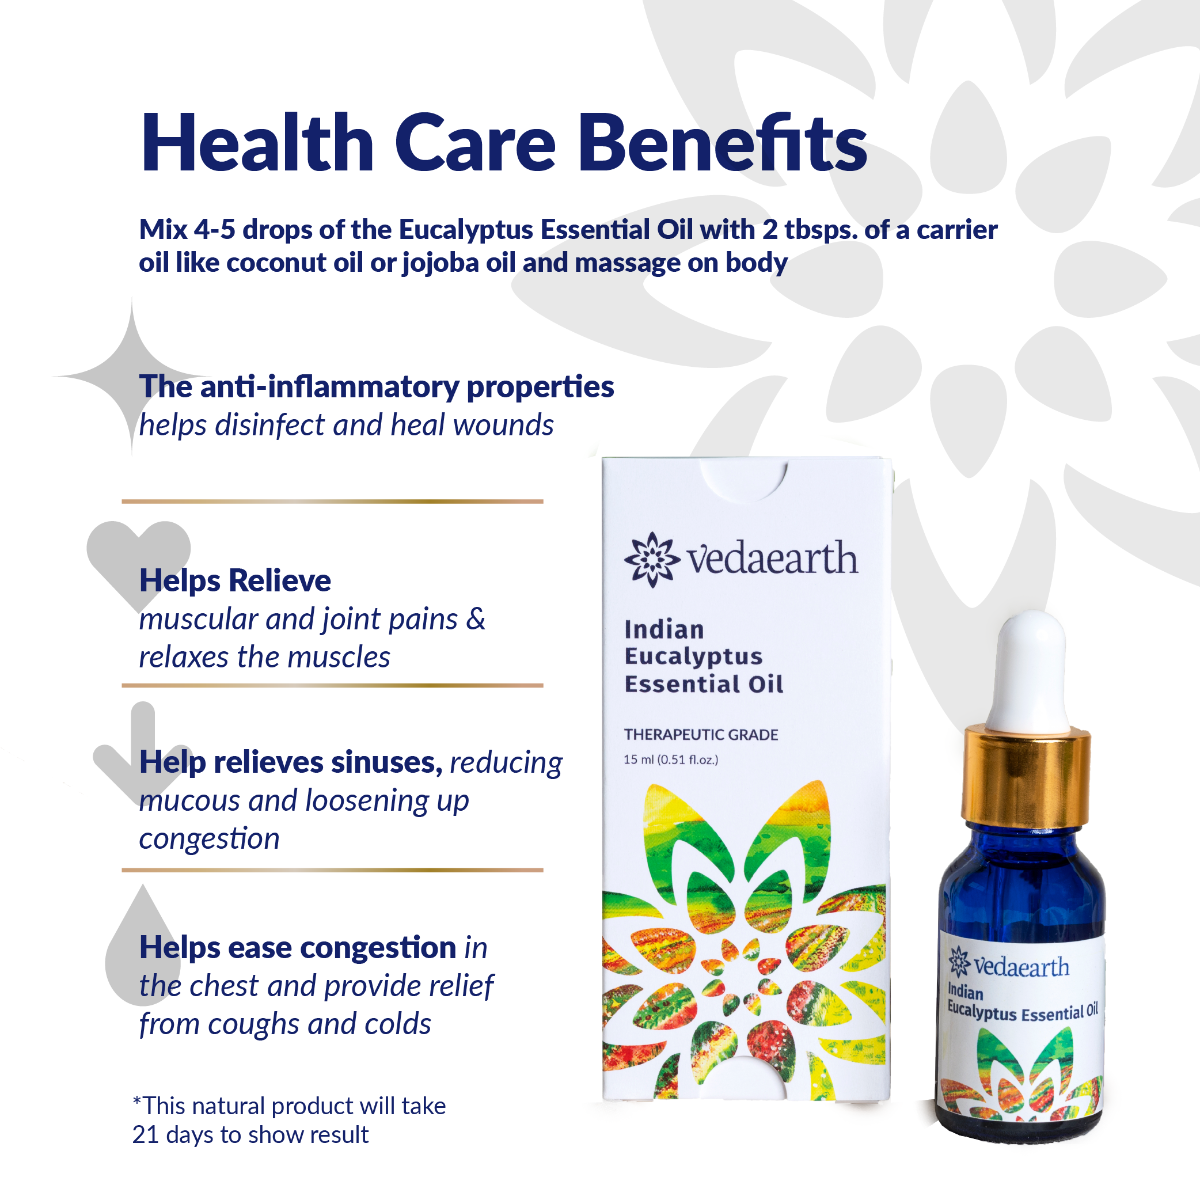 Health Care Benefits
Mix 4-5 drops of the Eucalyptus Essential Oil with 2 tbsps. of a carrier
oil like coconut oil or jojoba oil and massage on body
The anti-inflammatory properties
helps disinfect and heal wounds
Helps Relieve
muscular and joint pains &
relaxes the muscles
Help relieves sinuses, reducing
mucous and loosening up
congestion
Helps ease congestion in
the chest and provide relief
from coughs and colds
*This natural product will take
21 days to show result
vedaearth
Indian
Eucalyptus
Essential Oil
THERAPEUTIC GRADE
15 ml (0.51 fl.oz.)
vedaearth
Indian
Eucalyptus Essential Oil